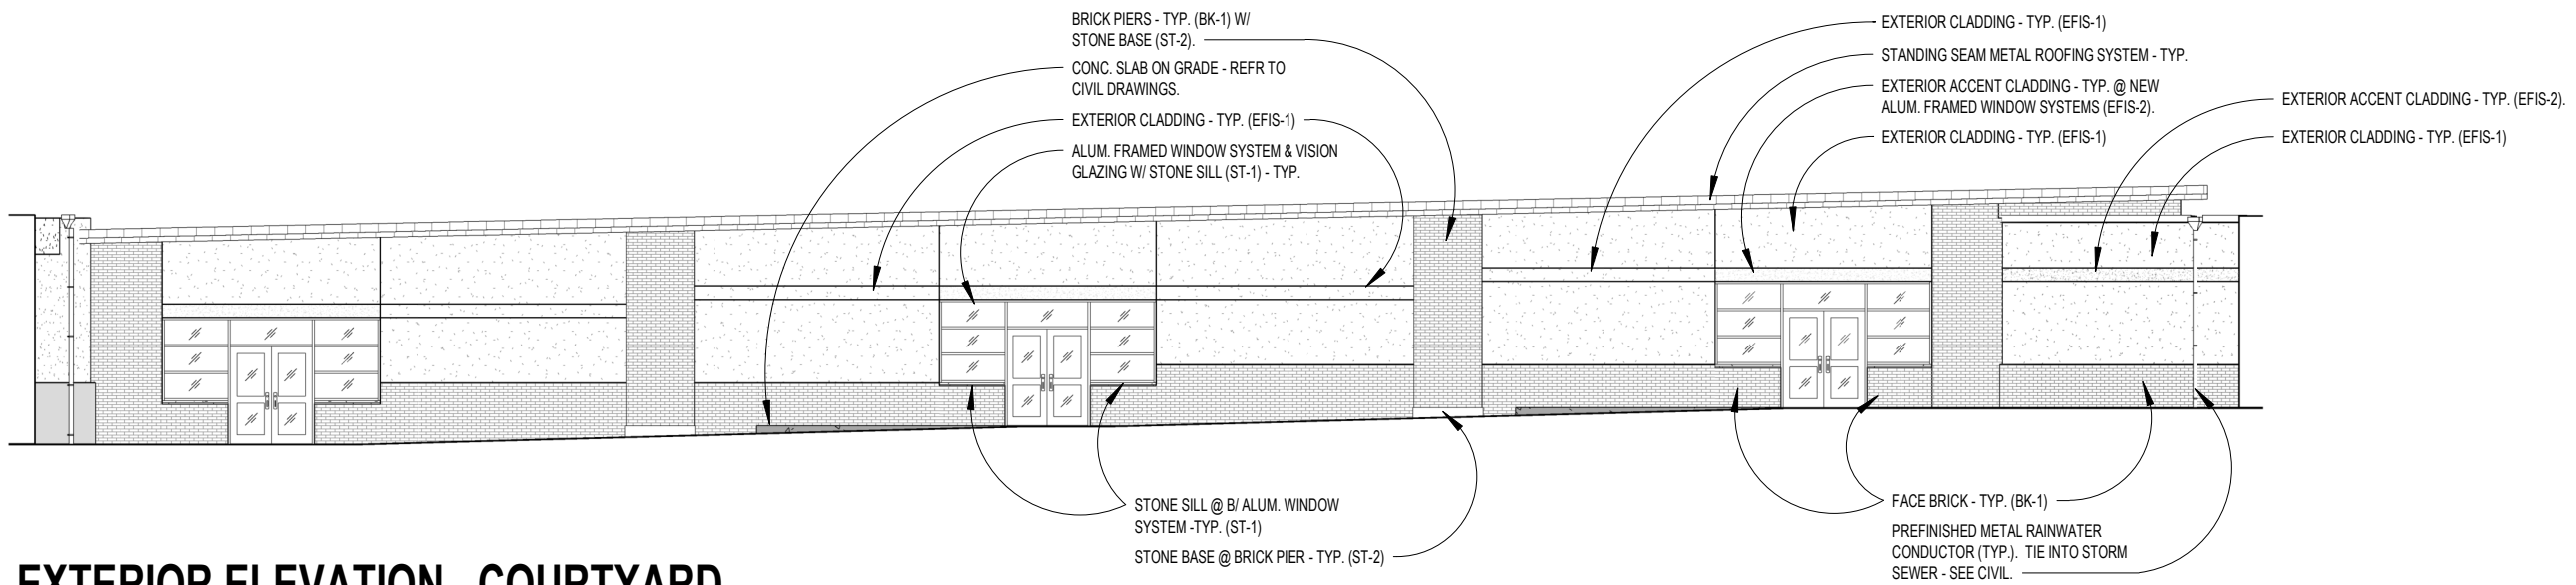 BRICK PIERS - TYP. (BK-1) W/
STONE BASE (ST-2).
CONC. SLAB ON GRADE - REFR TO
CIVIL DRAWINGS.
EXTERIOR CLADDING - TYP. (EFIS-1)
ALUM. FRAMED WINDOW SYSTEM & VISION
GLAZING W/ STONE SILL (ST-1) - TYP.
EXTERIOR CLADDING - TYP. (EFIS-1)
STANDING SEAM METAL ROOFING SYSTEM - TYP.
EXTERIOR ACCENT CLADDING - TYP. @ NEW
ALUM. FRAMED WINDOW SYSTEMS (EFIS-2).
EXTERIOR CLADDING - TYP. (EFIS-1)
EXTERIOR ACCENT CLADDING - TYP. (EFIS-2).
EXTERIOR CLADDING - TYP. (EFIS-1)
STONE SILL @ B/ ALUM. WINDOW
SYSTEM -TYP. (ST-1)
STONE BASE @ BRICK PIER - TYP. (ST-2)
FACE BRICK - TYP. (BK-1)
PREFINISHED METAL RAINWATER
CONDUCTOR (TYP.). TIE INTO STORM
SEWER - SEE CIVIL.
EXTERIOR ELEVATION - COURTYARD